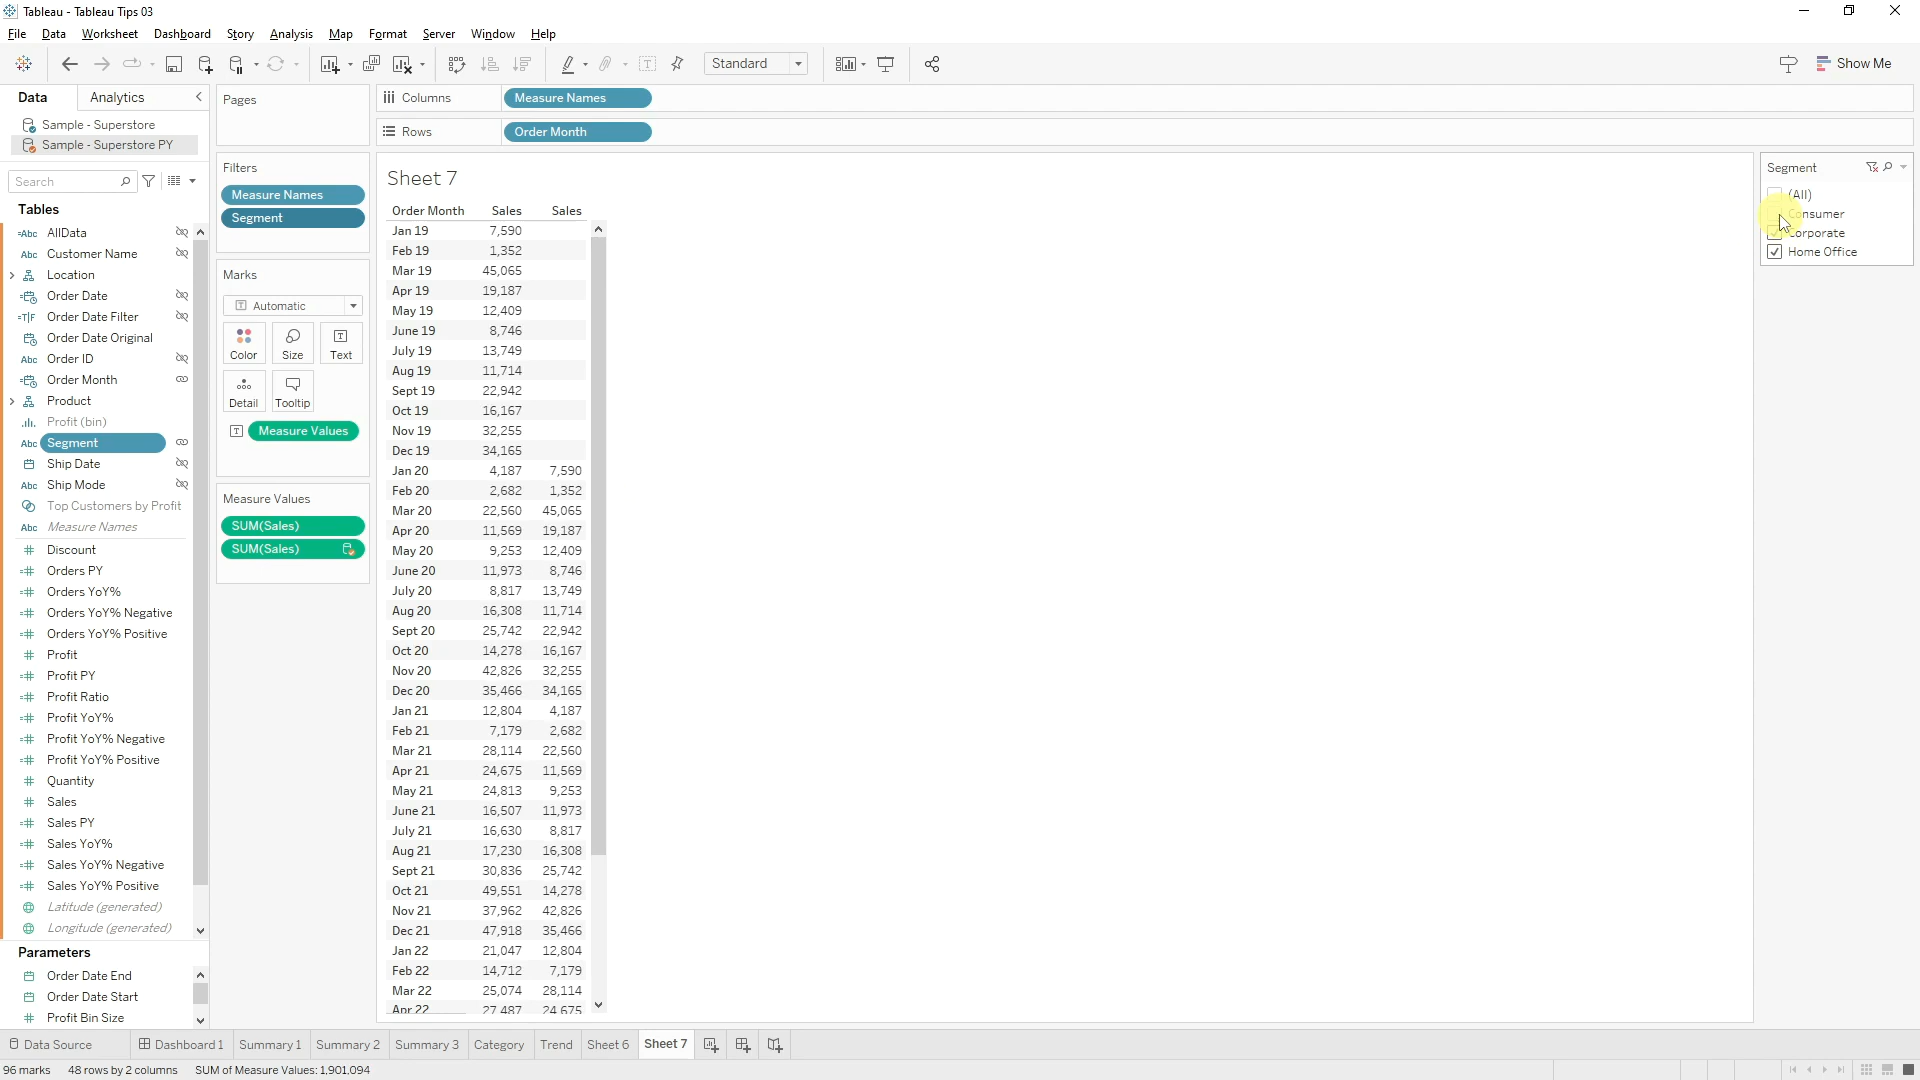 Tableau - Tableau Tips 03
File Data Worksheet Dashboard Story Analysis Map Format Server Window Help
Standard
Show Me
Data Analytics
Sample - Superstore
Sample - Superstore PY
Search
Tables
Abc AllData
Abc Customer Name
Location
Order Date
T|F Order Date Filter
Order Date Original
Abc Order ID
Order Month
Product
Profit (bin)
Abc Segment
Ship Date
Abc Ship Mode
Top Customers by Profit
Abc Measure Names
# Discount
# Orders PY
# Orders YoY%
# Orders YoY% Negative
# Orders YoY% Positive
# Profit
# Profit PY
# Profit Ratio
# Profit YoY%
# Profit YoY% Negative
# Profit YoY% Positive
# Quantity
# Sales
# Sales PY
# Sales YoY%
# Sales YoY% Negative
# Sales YoY% Positive
Latitude (generated)
Longitude (generated)
Parameters
Order Date End
Order Date Start
# Profit Bin Size
Pages
Filters
Measure Names
Segment
Marks
Automatic
Color Size Text
Detail Tooltip
Measure Values
Measure Values
SUM(Sales)
SUM(Sales)
Columns Measure Names
Rows Order Month
Sheet 7
Order Month Sales Sales
Jan 19 7,590
Feb 19 1,352
Mar 19 45,065
Apr 19 19,187
May 19 12,409
June 19 8,746
July 19 13,749
Aug 19 11,714
Sept 19 22,942
Oct 19 16,167
Nov 19 32,255
Dec 19 34,165
Jan 20 4,187 7,590
Feb 20 2,682 1,352
Mar 20 22,560 45,065
Apr 20 11,569 19,187
May 20 9,253 12,409
June 20 11,973 8,746
July 20 8,817 13,749
Aug 20 16,308 11,714
Sept 20 25,742 22,942
Oct 20 14,278 16,167
Nov 20 42,826 32,255
Dec 20 35,466 34,165
Jan 21 12,804 4,187
Feb 21 7,179 2,682
Mar 21 28,114 22,560
Apr 21 24,675 11,569
May 21 24,813 9,253
June 21 16,507 11,973
July 21 16,630 8,817
Aug 21 17,230 16,308
Sept 21 30,836 25,742
Oct 21 49,551 14,278
Nov 21 37,962 42,826
Dec 21 47,918 35,466
Jan 22 21,047 12,804
Feb 22 14,712 7,179
Mar 22 25,074 28,114
Apr 22 27,487 24,675
Segment
(All)
Consumer
Corporate
Home Office
Data Source Dashboard 1 Summary 1 Summary 2 Summary 3 Category Trend Sheet 6 Sheet 7
96 marks 48 rows by 2 columns SUM of Measure Values: 1,901,094